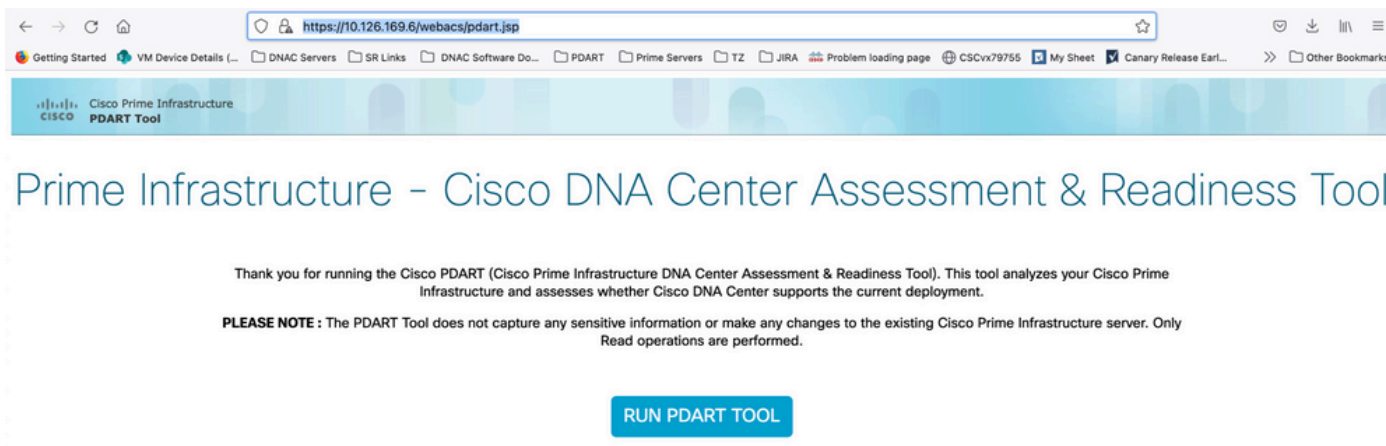 https://10.126.169.6/webacs/pdart.jsp
Getting Started VM Device Details (... DNAC Servers SR Links DNAC Software Do... PDART Prime Servers TZ JIRA Problem loading page CSCvx79755 My Sheet Canary Release Earl... Other Bookmarks
cisco Cisco Prime Infrastructure
PDART Tool
Prime Infrastructure - Cisco DNA Center Assessment & Readiness Tool
Thank you for running the Cisco PDART (Cisco Prime Infrastructure DNA Center Assessment & Readiness Tool). This tool analyzes your Cisco Prime
Infrastructure and assesses whether Cisco DNA Center supports the current deployment.
PLEASE NOTE : The PDART Tool does not capture any sensitive information or make any changes to the existing Cisco Prime Infrastructure server. Only
Read operations are performed.
RUN PDART TOOL